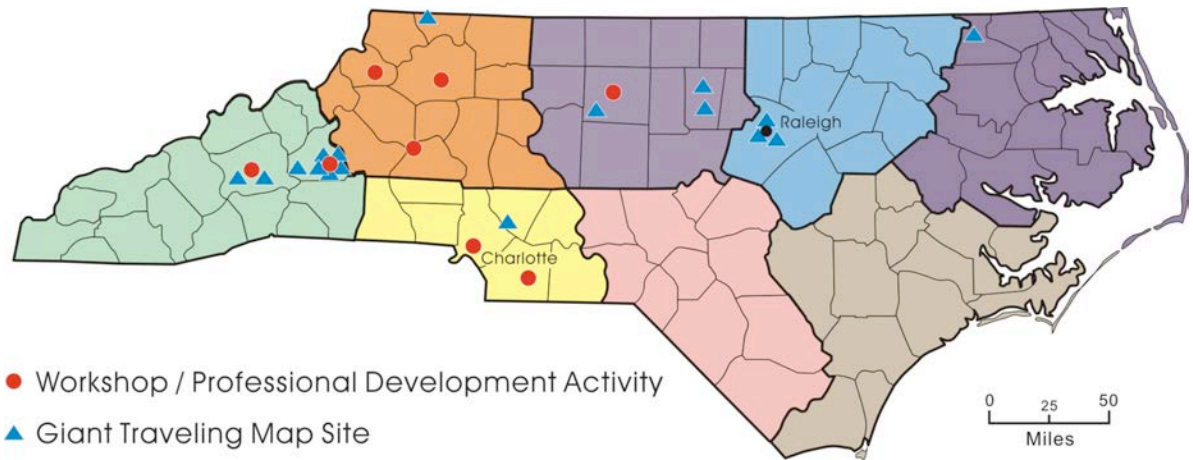 Raleigh
Charlotte
Workshop / Professional Development Activity
Giant Traveling Map Site
0 25 50
Miles